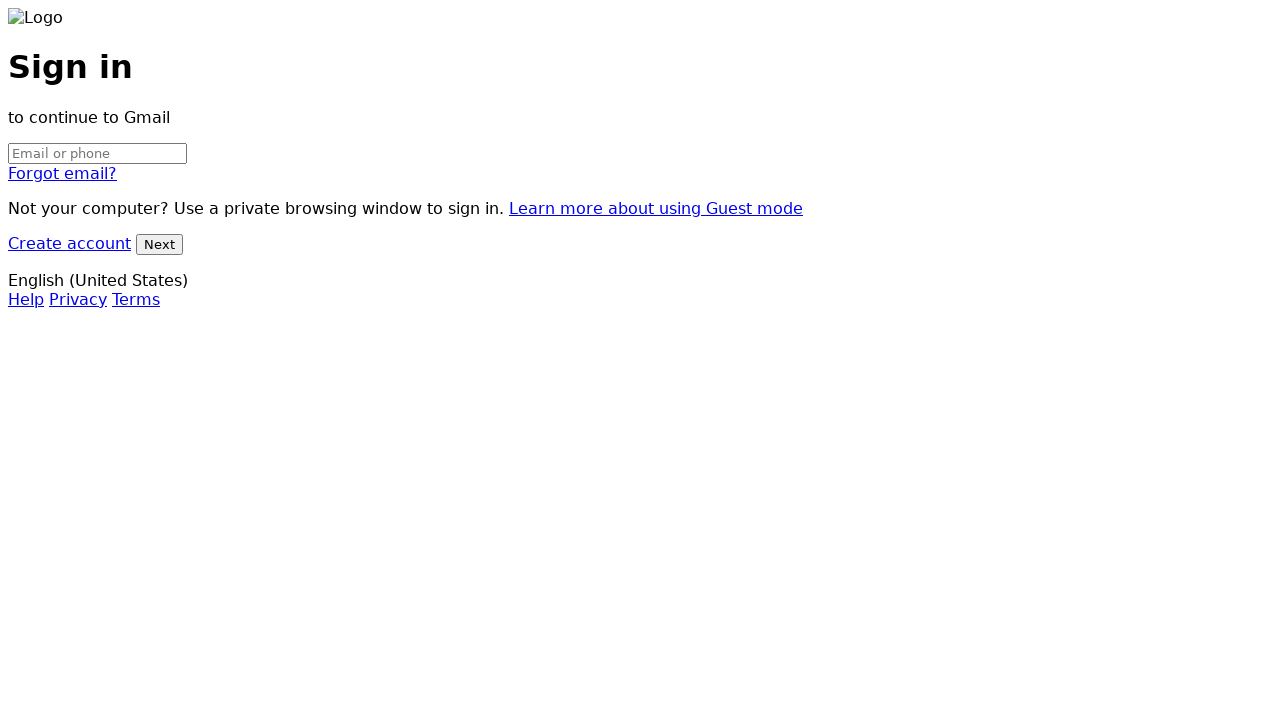 Logo
Sign in
to continue to Gmail
Email or phone
Forgot email?
Not your computer? Use a private browsing window to sign in. Learn more about using Guest mode
Create account Next
English (United States)
Help Privacy Terms